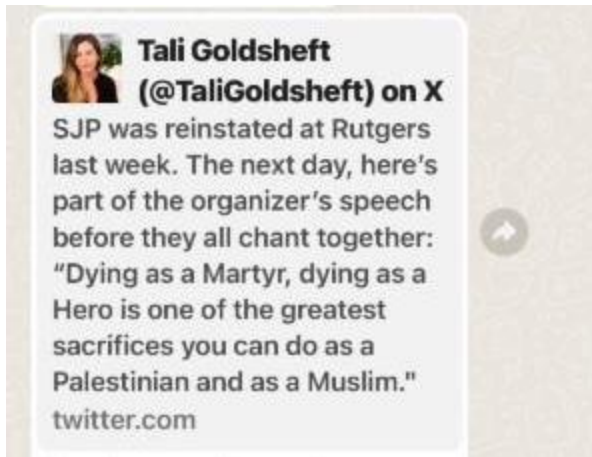 Tali Goldsheft
(@TaliGoldsheft) on X
SJP was reinstated at Rutgers
last week. The next day, here's
part of the organizer's speech
before they all chant together:
“Dying as a Martyr, dying as a
Hero is one of the greatest
sacrifices you can do as a
Palestinian and as a Muslim."
twitter.com